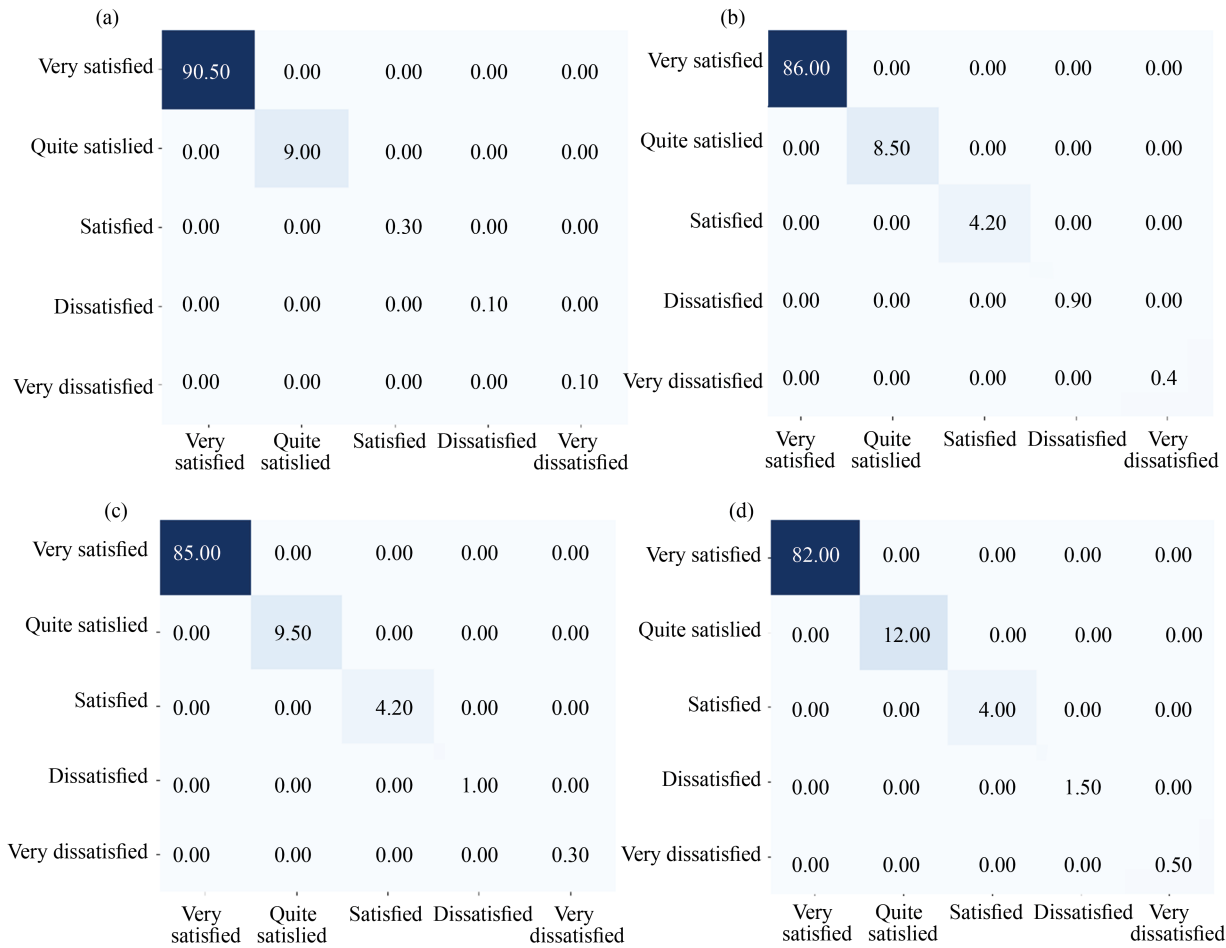 (a)
Very satisfied 90.50 0.00 0.00 0.00 0.00
Quite satislied 0.00 9.00 0.00 0.00 0.00
Satisfied 0.00 0.00 0.30 0.00 0.00
Dissatisfied 0.00 0.00 0.00 0.10 0.00
Very dissatisfied 0.00 0.00 0.00 0.00 0.10
Very Quite Satisfied Dissatisfied Very
satisfied satislied dissatisfied
(b)
Very satisfied 86.00 0.00 0.00 0.00 0.00
Quite satislied 0.00 8.50 0.00 0.00 0.00
Satisfied 0.00 0.00 4.20 0.00 0.00
Dissatisfied 0.00 0.00 0.00 0.90 0.00
Very dissatisfied 0.00 0.00 0.00 0.00 0.4
Very Quite Satisfied Dissatisfied Very
satisfied satislied dissatisfied
(c)
Very satisfied 85.00 0.00 0.00 0.00 0.00
Quite satislied 0.00 9.50 0.00 0.00 0.00
Satisfied 0.00 0.00 4.20 0.00 0.00
Dissatisfied 0.00 0.00 0.00 1.00 0.00
Very dissatisfied 0.00 0.00 0.00 0.00 0.30
Very Quite Satisfied Dissatisfied Very
satisfied satislied dissatisfied
(d)
Very satisfied 82.00 0.00 0.00 0.00 0.00
Quite satislied 0.00 12.00 0.00 0.00 0.00
Satisfied 0.00 0.00 4.00 0.00 0.00
Dissatisfied 0.00 0.00 0.00 1.50 0.00
Very dissatisfied 0.00 0.00 0.00 0.00 0.50
Very Quite Satisfied Dissatisfied Very
satisfied satislied dissatisfied